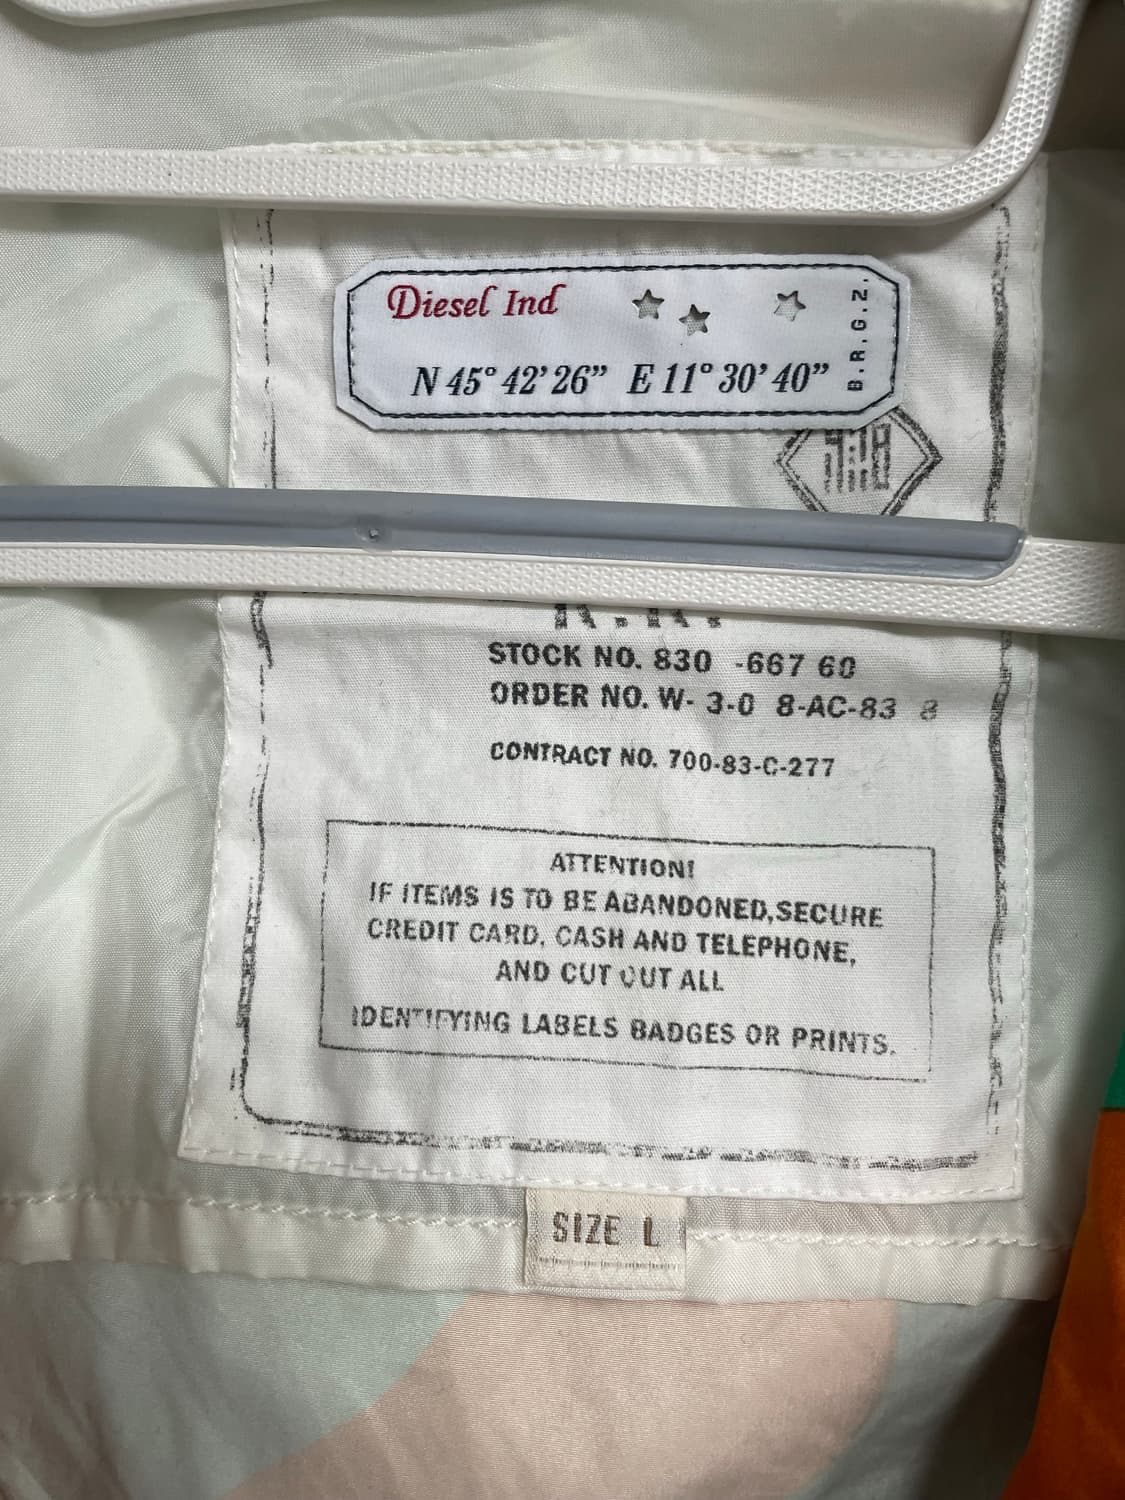 Diesel Ind
N 45° 42' 26” E 11° 30’ 40”
B.R.G.Z.
STOCK NO. 830 -667 60
ORDER NO. W- 3-0 8-AC-83 8
CONTRACT NO. 700-83-C-277
ATTENTION!
IF ITEMS IS TO BE ABANDONED,SECURE
CREDIT CARD, CASH AND TELEPHONE,
AND CUT OUT ALL
IDENTIFYING LABELS BADGES OR PRINTS.
SIZE L